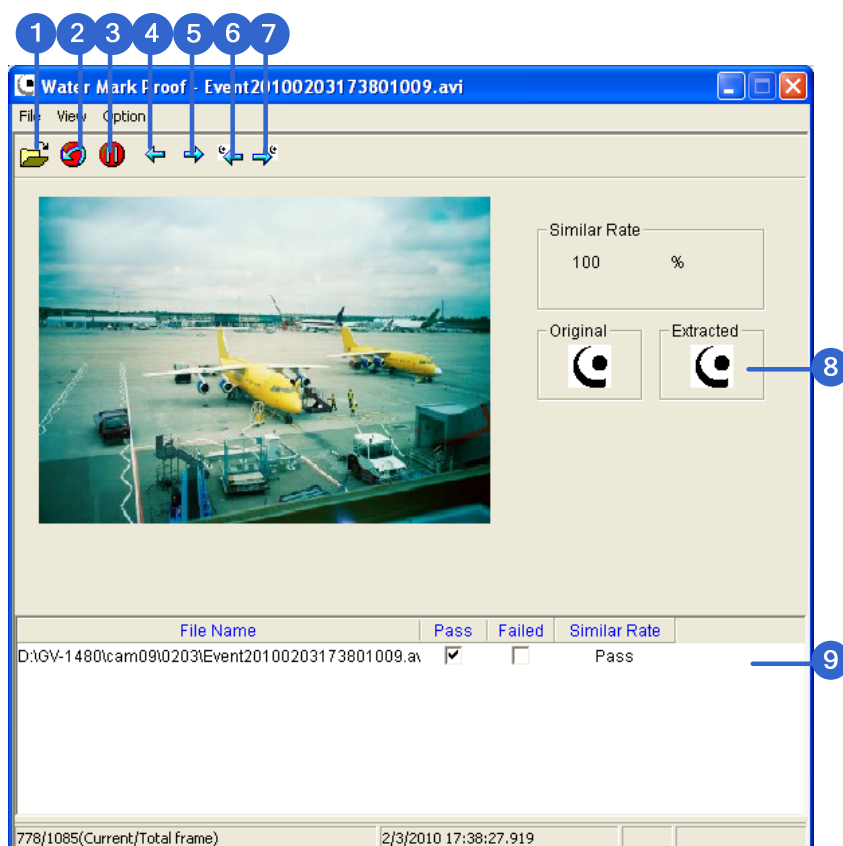 1 2 3 4 5 6 7
Water Mark Proof - Event20100203173801009.avi
File View Option
Similar Rate
100 %
Original Extracted
8
File Name Pass Failed Similar Rate
D:\GV-1480\cam09\0203\Event20100203173801009.av Pass
9
778/1085(Current/Total frame) 2/3/2010 17:38:27.919